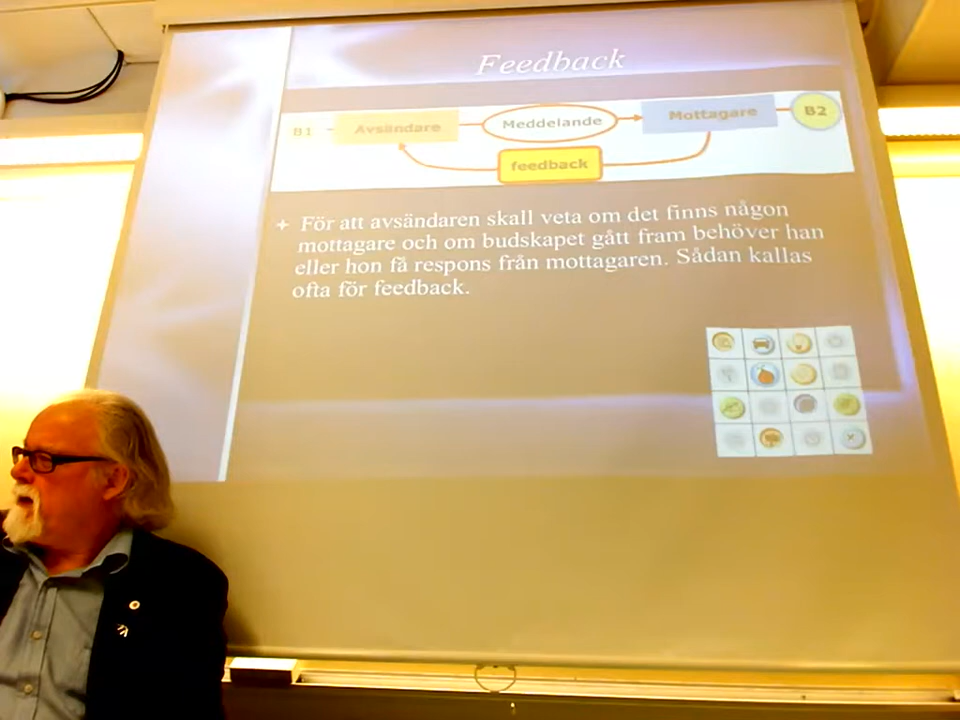 Feedback
B1 Avsändare Meddelande Mottagare B2
feedback
För att avsändaren skall veta om det finns någon
mottagare och om budskapet gått fram behöver han
eller hon få respons från mottagaren. Sådan kallas
ofta för feedback.